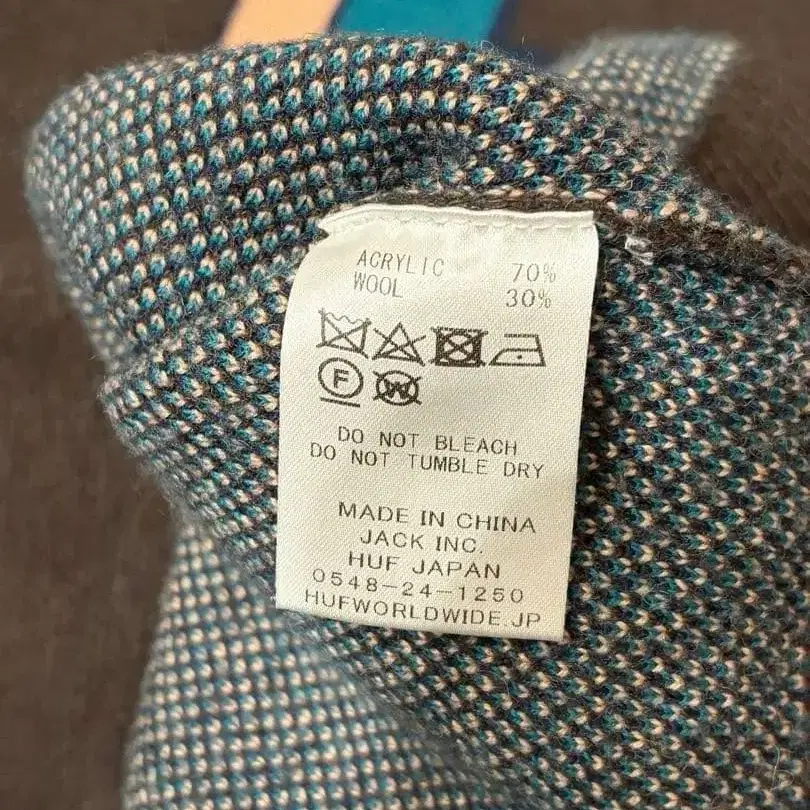 ACRYLIC 70%
WOOL 30%
F W
DO NOT BLEACH
DO NOT TUMBLE DRY
MADE IN CHINA
JACK INC.
HUF JAPAN
0548-24-1250
HUFWORLDWIDE.JP